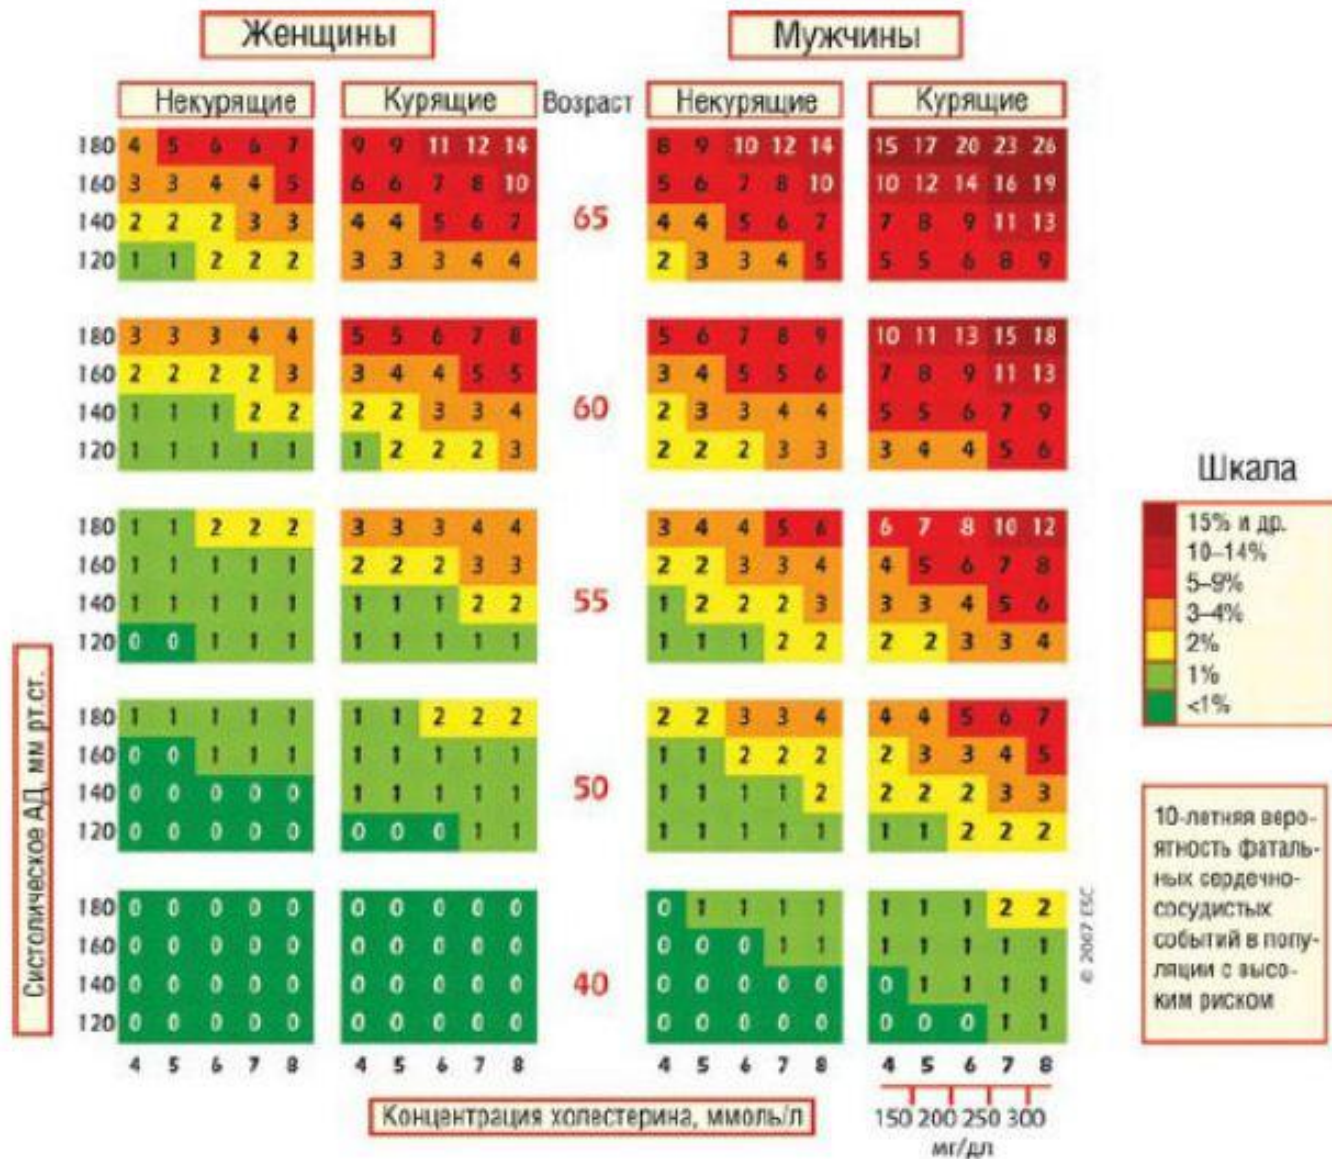 Женщины Мужчины
Некурящие Курящие Возраст Некурящие Курящие
180 4 5 6 6 7 9 9 11 12 14 8 9 10 12 14 15 17 20 23 26
160 3 3 4 4 5 6 6 7 8 10 5 6 7 8 10 10 12 14 16 19
65
140 2 2 2 3 3 4 4 5 6 7 4 4 5 6 7 7 8 9 11 13
120 1 1 2 2 2 3 3 3 4 4 2 3 3 4 5 5 5 6 8 9
180 3 3 3 4 4 5 5 6 7 8 5 6 7 8 9 10 11 13 15 18
160 2 2 2 2 3 3 4 4 5 5 3 4 5 5 6 7 8 9 11 13
60
140 1 1 1 2 2 2 2 3 3 4 2 3 3 4 4 5 5 6 7 9
120 1 1 1 1 1 1 2 2 2 3 2 2 2 3 3 3 4 4 5 6
180 1 1 2 2 2 3 3 3 4 4 3 4 4 5 6 6 7 8 10 12
160 1 1 1 1 1 2 2 2 3 3 2 2 3 3 4 4 5 6 7 8
55
140 1 1 1 1 1 1 1 1 2 2 1 2 2 2 3 3 3 4 5 6
120 0 0 1 1 1 1 1 1 1 1 1 1 1 2 2 2 2 3 3 4
180 1 1 1 1 1 1 1 2 2 2 2 2 3 3 4 4 4 5 6 7
160 0 0 1 1 1 1 1 1 1 1 1 1 2 2 2 2 3 3 4 5
50
140 0 0 0 0 0 1 1 1 1 1 1 1 1 1 2 2 2 2 3 3
120 0 0 0 0 0 0 0 0 1 1 1 1 1 1 1 1 1 2 2 2
180 0 0 0 0 0 0 0 0 0 0 0 1 1 1 1 1 1 1 2 2
160 0 0 0 0 0 0 0 0 0 0 0 0 0 1 1 1 1 1 1 1
40
140 0 0 0 0 0 0 0 0 0 0 0 0 0 0 0 0 1 1 1 1
120 0 0 0 0 0 0 0 0 0 0 0 0 0 0 0 0 0 0 1 1
4 5 6 7 8 4 5 6 7 8 4 5 6 7 8 4 5 6 7 8
Систолическое АД, мм рт.ст.
Концентрация холестерина, ммоль/л
150 200 250 300
мг/дл
© 2007 ESC
Шкала
15% и др.
10–14%
5–9%
3–4%
2%
1%
<1%
10-летняя веро-
ятность фаталь-
ных сердечно-
сосудистых
событий в попу-
ляции с высо-
ким риском